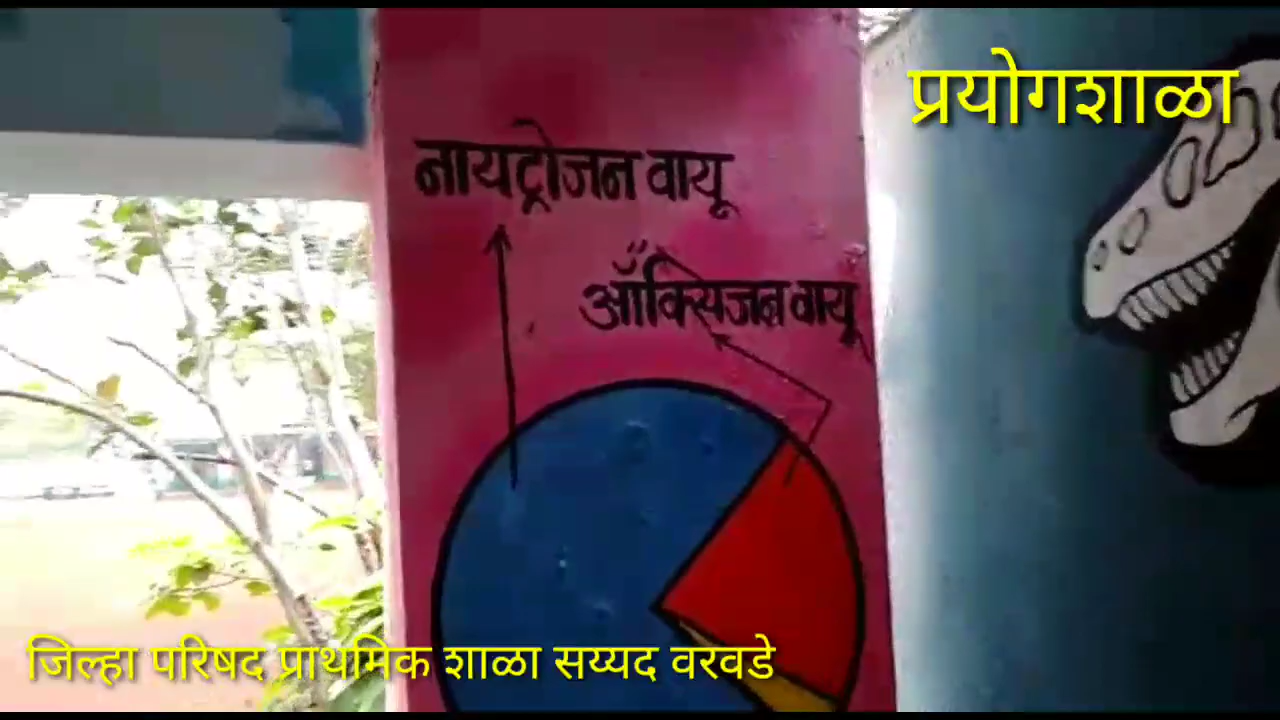 प्रयोगशाळा
नायट्रोजन वायू
ऑक्सिजन वायू
जिल्हा परिषद प्राथमिक शाळा सय्यद वरवडे